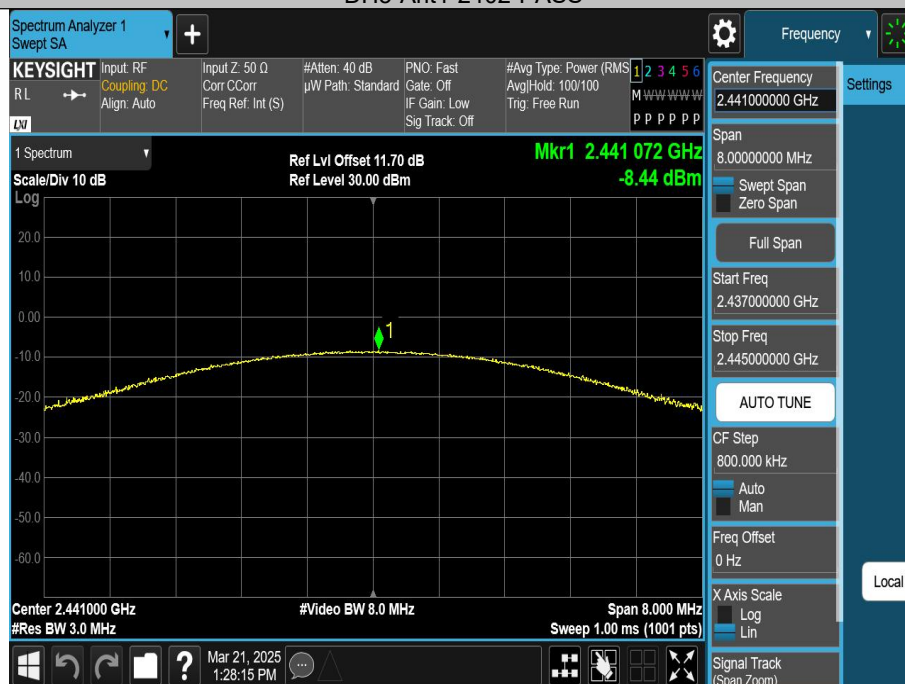 Spectrum Analyzer 1
Swept SA
Frequency
KEYSIGHT
RL
LXI
Input: RF
Coupling: DC
Align: Auto
Input Z: 50 Ω
Corr CCorr
Freq Ref: Int (S)
#Atten: 40 dB
µW Path: Standard
PNO: Fast
Gate: Off
IF Gain: Low
Sig Track: Off
#Avg Type: Power (RMS
Avg|Hold: 100/100
Trig: Free Run
1 2 3 4 5 6
M W W W W W
P P P P P P
1 Spectrum
Scale/Div 10 dB
Log
Ref Lvl Offset 11.70 dB
Ref Level 30.00 dBm
Mkr1 2.441 072 GHz
-8.44 dBm
20.0
10.0
0.00
-10.0
-20.0
-30.0
-40.0
-50.0
-60.0
1
Center 2.441000 GHz
#Res BW 3.0 MHz
#Video BW 8.0 MHz
Span 8.000 MHz
Sweep 1.00 ms (1001 pts)
Mar 21, 2025
1:28:15 PM
Center Frequency
2.441000000 GHz
Span
8.00000000 MHz
Swept Span
Zero Span
Full Span
Start Freq
2.437000000 GHz
Stop Freq
2.445000000 GHz
AUTO TUNE
CF Step
800.000 kHz
Auto
Man
Freq Offset
0 Hz
X Axis Scale
Log
Lin
Signal Track
(Span Zoom)
Settings
Local